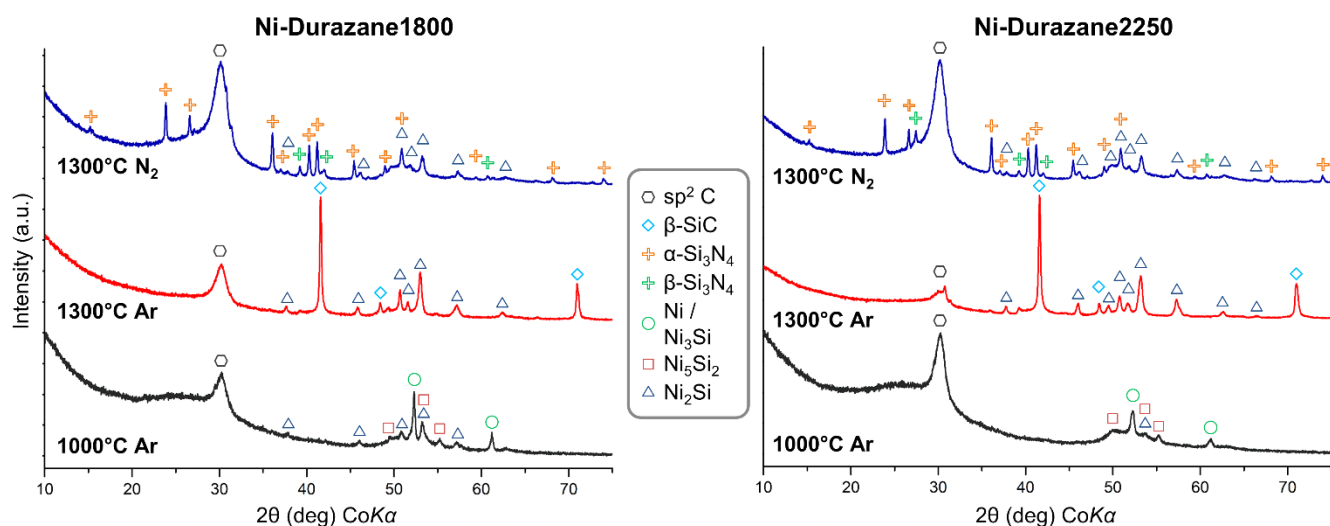 Ni-Durazane1800
Ni-Durazane2250
Intensity (a.u.)
1300°C N₂
1300°C Ar
1000°C Ar
10 20 30 40 50 60 70
2θ (deg) CoKα
sp² C
β-SiC
α-Si₃N₄
β-Si₃N₄
Ni /
Ni₃Si
Ni₅Si₂
Ni₂Si
1300°C N₂
1300°C Ar
1000°C Ar
10 20 30 40 50 60 70
2θ (deg) CoKα